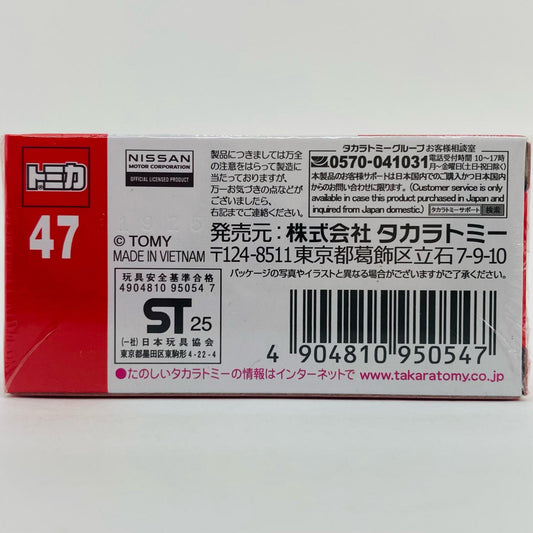 トミカ
47
NISSAN
MOTOR CORPORATION
OFFICIAL LICENSED PRODUCT
製品につきましては万全
の注意をはらって製造に
当たっておりますが、
万一お気づきの点などが
ございましたら、
右記までご連絡ください。
タカラトミーグループ お客様相談室
0570-041031 電話受付時間 10～17時
月～金曜日(土・日・祝日除く)
本製品のお客様サポートは日本国内でのご購入かつ日本国内
からのお問い合わせに限ります。(Customer service is only
available in case this product purchased in Japan and
inquired from Japan domestic.) タカラトミーサポート 検索
© TOMY
MADE IN VIETNAM
発売元：株式会社 タカラトミー
〒124-8511 東京都葛飾区立石7-9-10
パッケージの写真やイラストと異なる場合がございますがご了承ください。
玩具安全基準合格
4904810 95054 7
ST 25
(一社)日本玩具協会
東京都墨田区東駒形4-22-4
4 904810 950547
●たのしいタカラトミーの情報はインターネットで www.takaratomy.co.jp